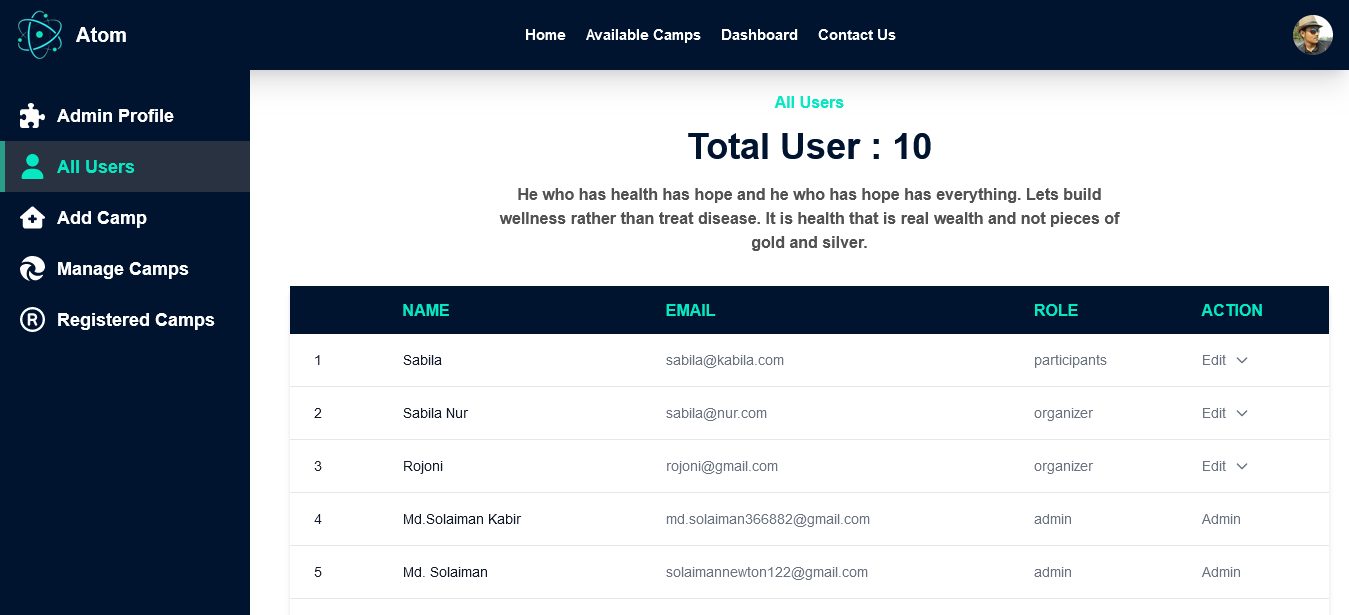 Atom
Home Available Camps Dashboard Contact Us
Admin Profile
All Users
Add Camp
Manage Camps
Registered Camps
All Users
Total User : 10
He who has health has hope and he who has hope has everything. Lets build
wellness rather than treat disease. It is health that is real wealth and not pieces of
gold and silver.
NAME EMAIL ROLE ACTION
1 Sabila sabila@kabila.com participants Edit
2 Sabila Nur sabila@nur.com organizer Edit
3 Rojoni rojoni@gmail.com organizer Edit
4 Md.Solaiman Kabir md.solaiman366882@gmail.com admin Admin
5 Md. Solaiman solaimannewton122@gmail.com admin Admin